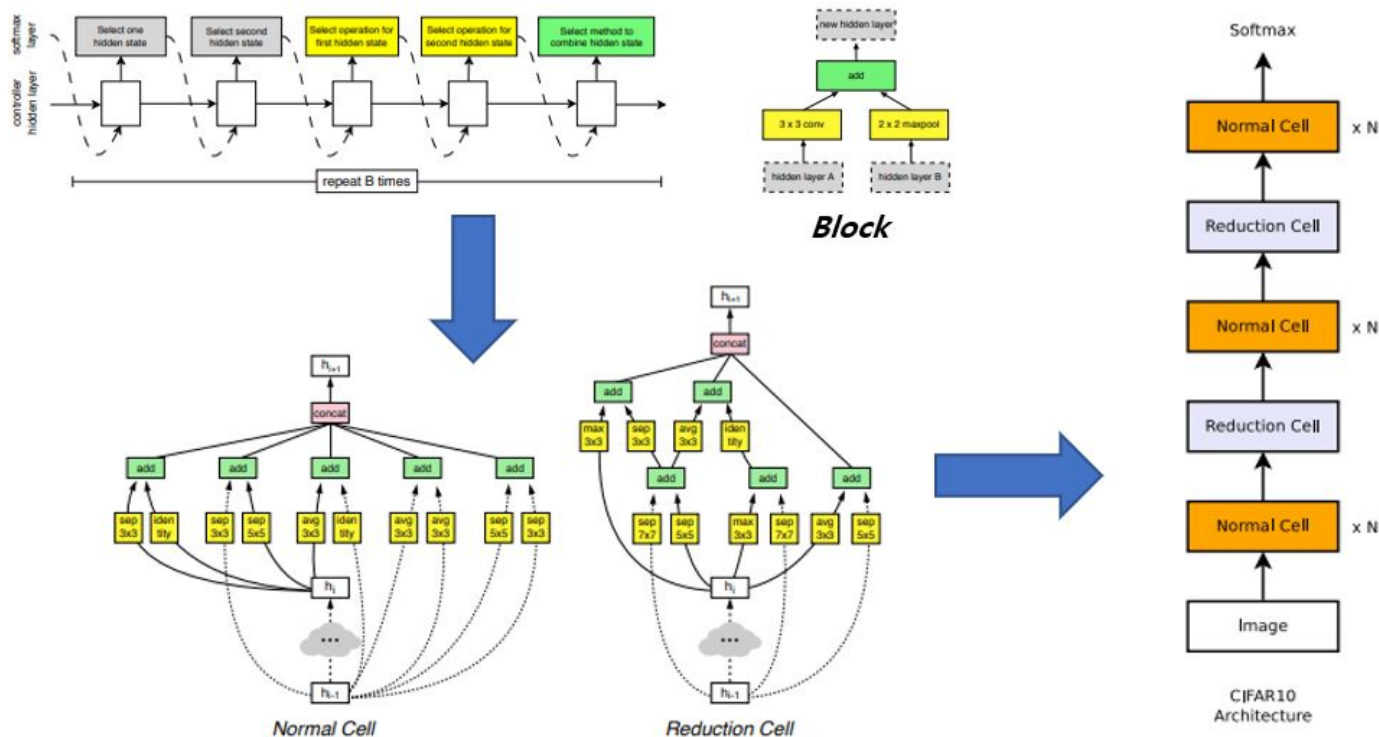 softmax
layer
controller
hidden layer
Select one
hidden state
Select second
hidden state
Select operation for
first hidden state
Select operation for
second hidden state
Select method to
combine hidden state
repeat B times
new hidden layer
add
3 x 3 conv
2 x 2 maxpool
hidden layer A
hidden layer B
Block
hi+1
concat
add
add
add
add
add
sep
3x3
iden
tity
sep
3x3
sep
5x5
avg
3x3
iden
tity
avg
3x3
avg
3x3
sep
5x5
sep
3x3
hi
...
hi-1
Normal Cell
hi+1
concat
add
add
max
3x3
sep
3x3
avg
3x3
iden
tity
add
add
add
sep
7x7
sep
5x5
max
3x3
sep
7x7
avg
3x3
sep
5x5
hi
...
hi-1
Reduction Cell
Softmax
Normal Cell x N
Reduction Cell
Normal Cell x N
Reduction Cell
Normal Cell x N
Image
CIFAR10
Architecture